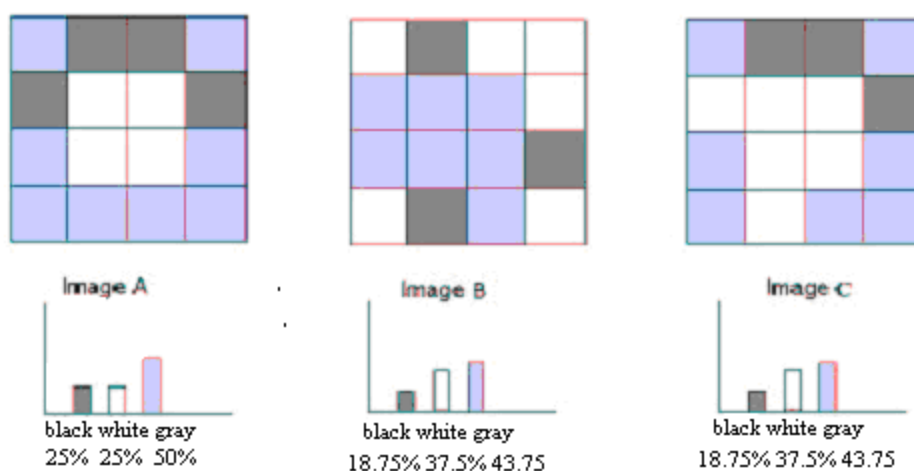 Image A
Image B
Image C
black white gray
25% 25% 50%
black white gray
18.75% 37.5% 43.75
black white gray
18.75% 37.5% 43.75